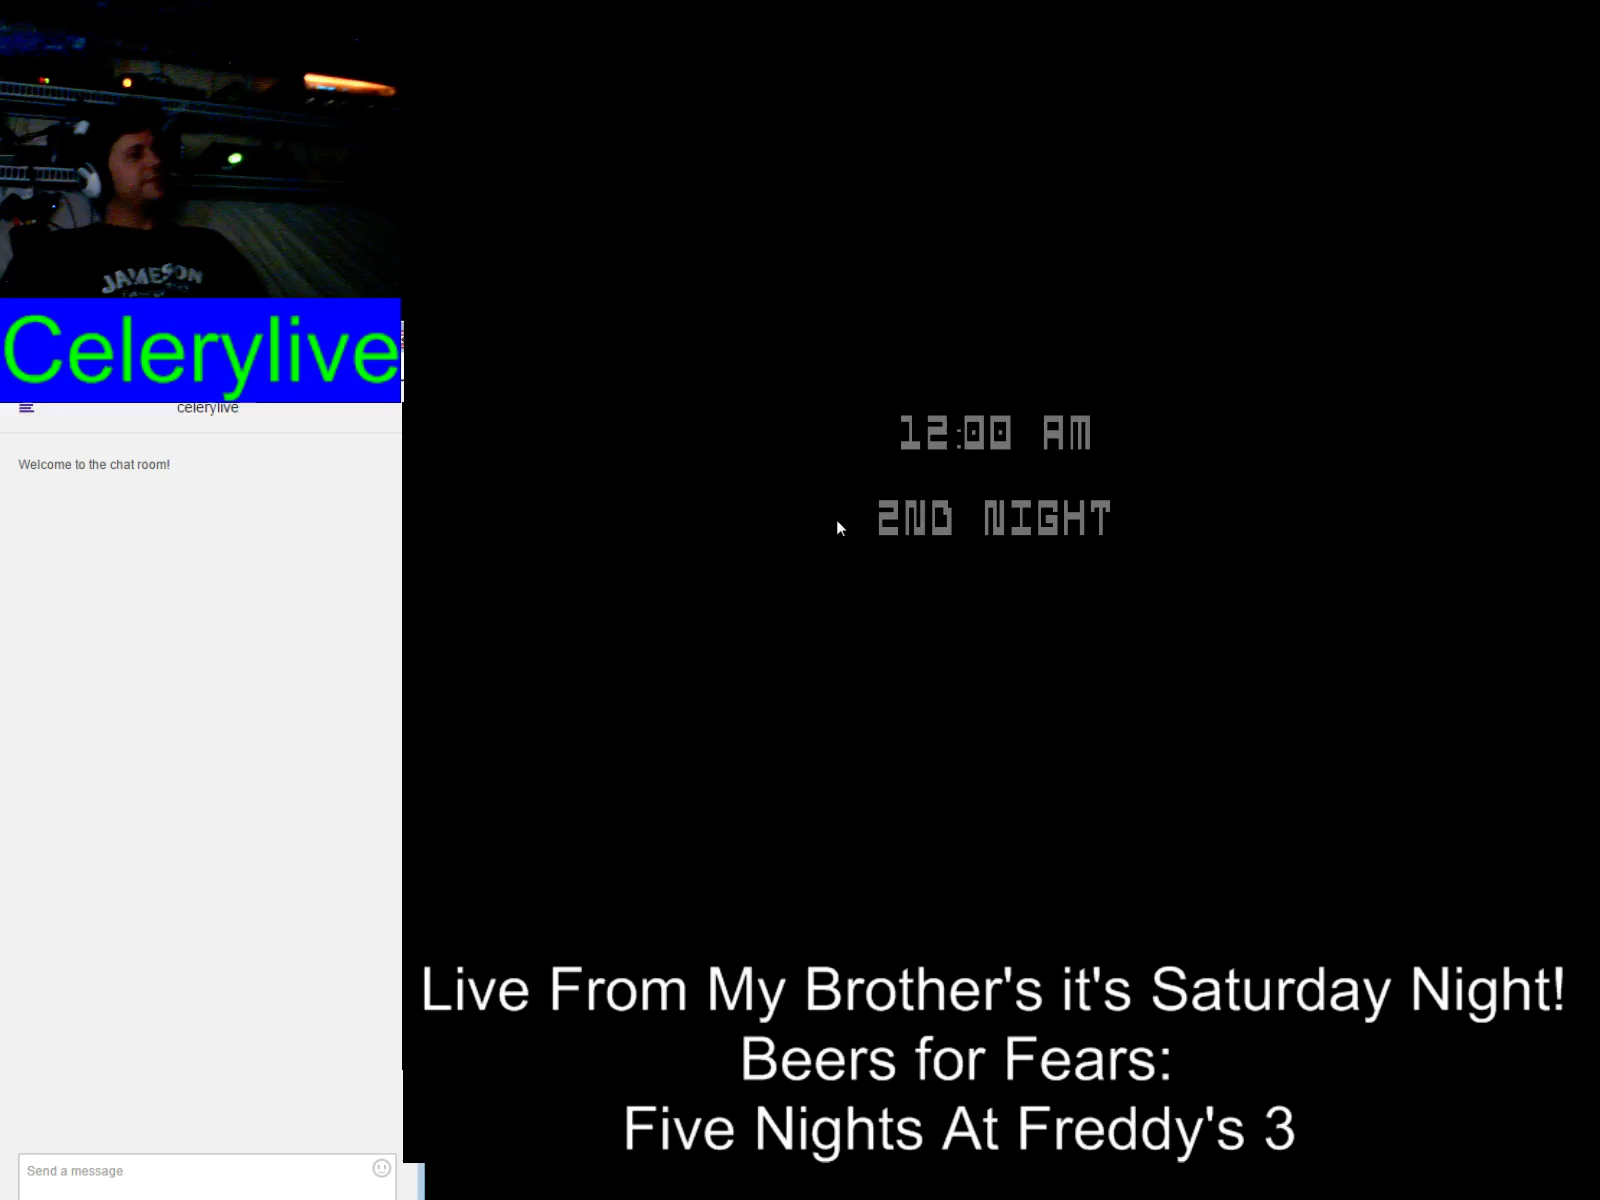 JAMESON
Celerylive
celerylive
Welcome to the chat room!
12:00 AM
2ND NIGHT
Live From My Brother's it's Saturday Night!
Beers for Fears:
Five Nights At Freddy's 3
Send a message